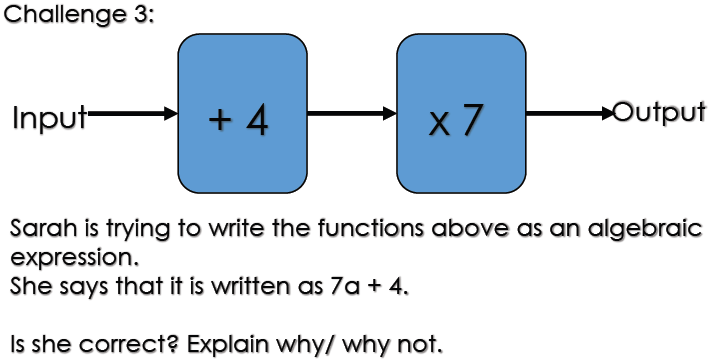 Challenge 3:
Input + 4 x 7 Output
Sarah is trying to write the functions above as an algebraic
expression.
She says that it is written as 7a + 4.
Is she correct? Explain why/ why not.